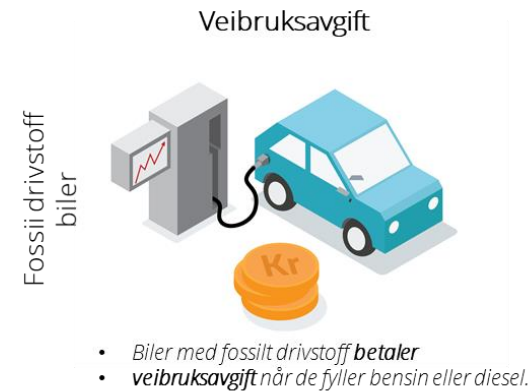 Veibruksavgift
Fossii drivstoff
biler
Kr
• Biler med fossilt drivstoff betaler
• veibruksavgift når de fyller bensin eller diesel.